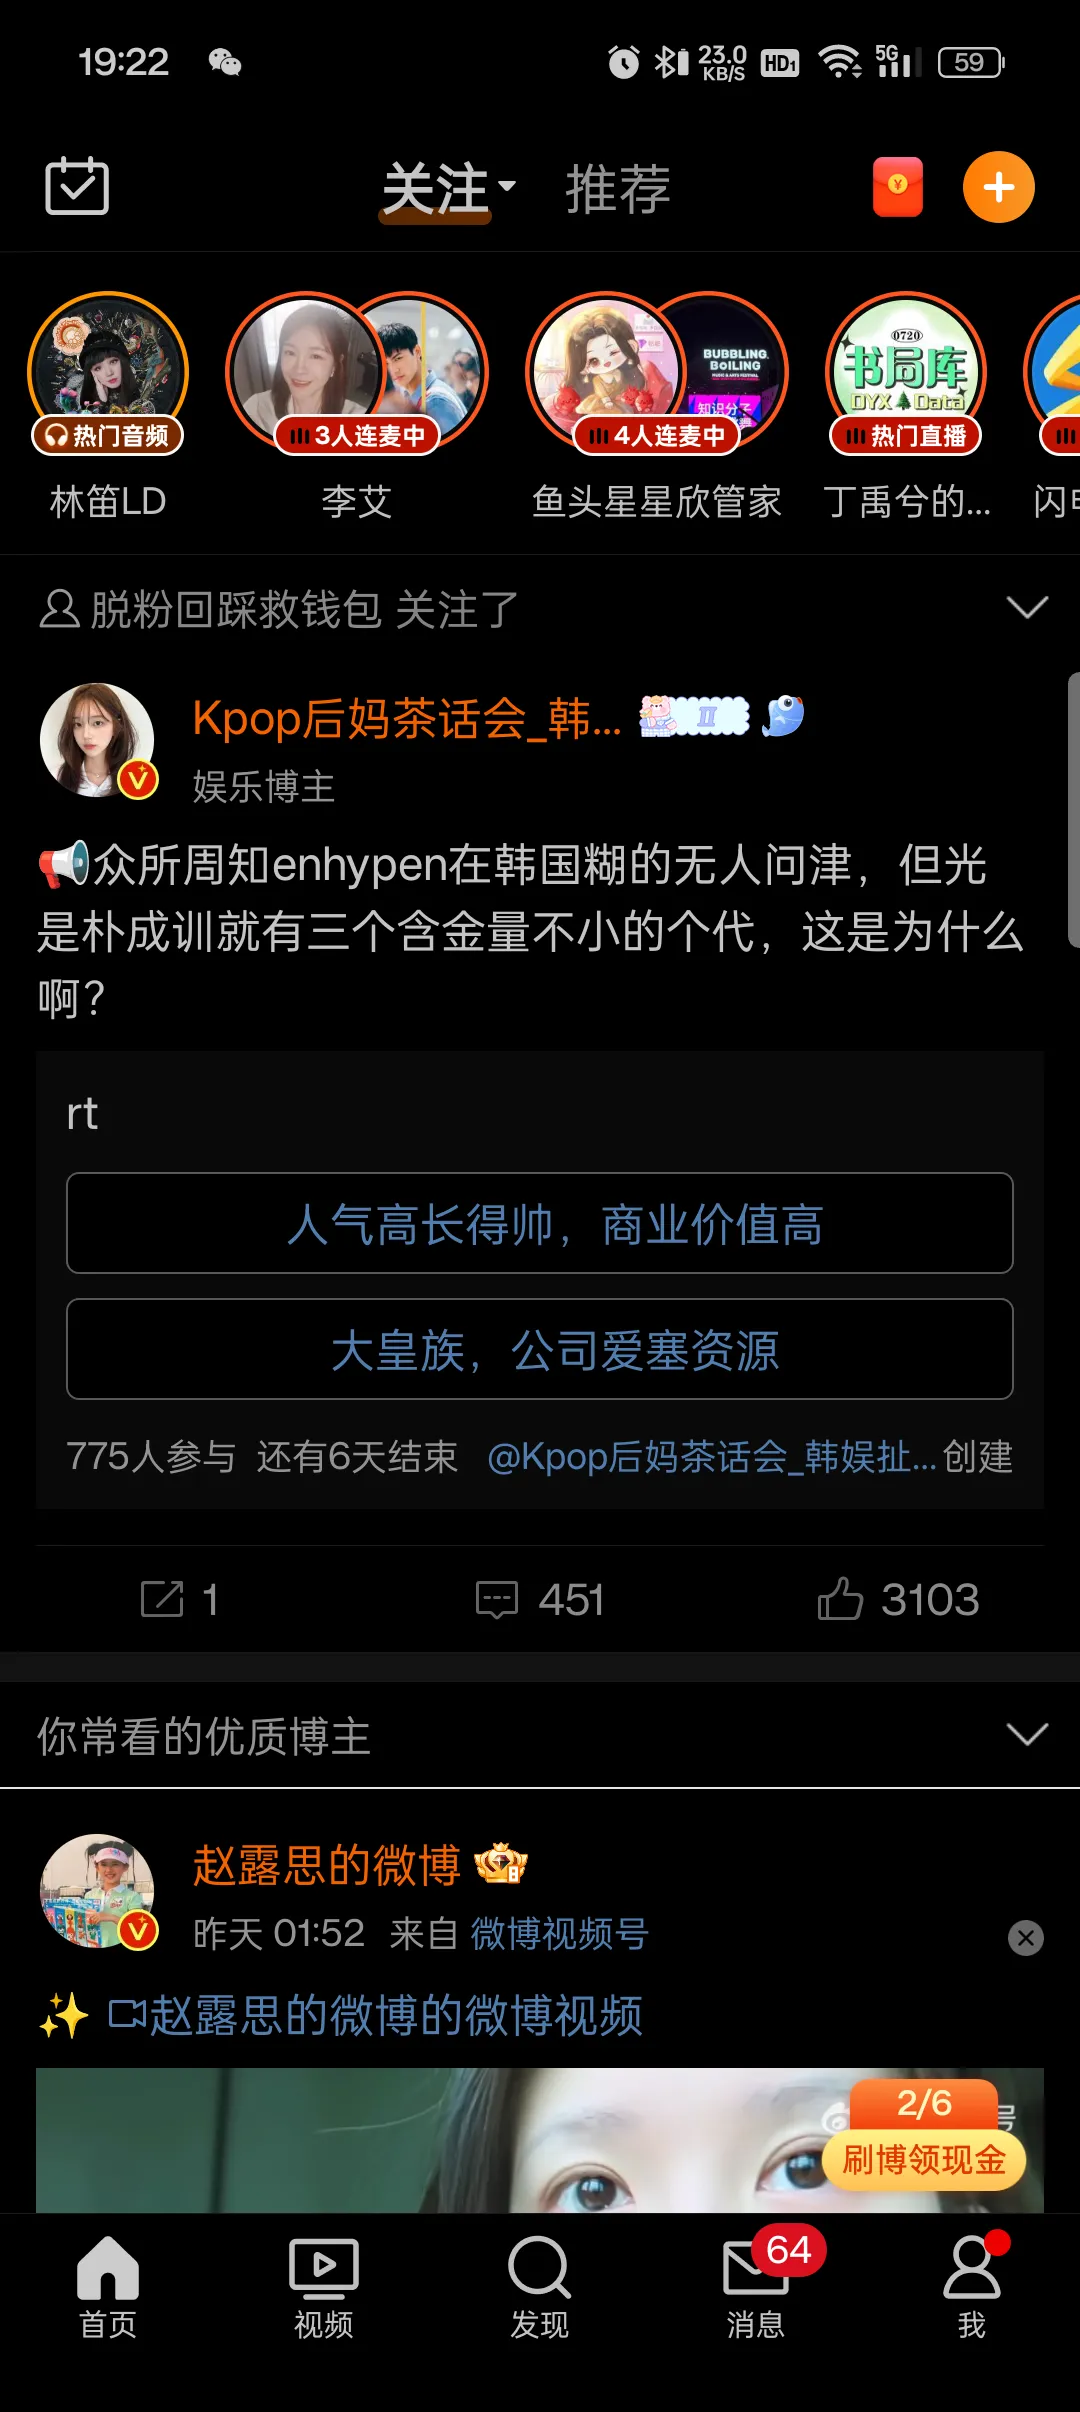 19:22
23.0
KB/S
HD1
5G
59
关注
推荐
BUBBLING
BOILING
MUSIC & ARTS FESTIVAL
知识分子
0720
书局库
DYX Data
热门音频
3人连麦中
4人连麦中
热门直播
林笛LD
李艾
鱼头星星欣管家
丁禹兮的...
闪电
脱粉回踩救钱包 关注了
Kpop后妈茶话会_韩...
II
娱乐博主
众所周知enhypen在韩国糊的无人问津，但光
是朴成训就有三个含金量不小的个代，这是为什么
啊？
rt
人气高长得帅，商业价值高
大皇族，公司爱塞资源
775人参与 还有6天结束 @Kpop后妈茶话会_韩娱扯...创建
1
451
3103
你常看的优质博主
赵露思的微博
8
昨天 01:52 来自 微博视频号
赵露思的微博的微博视频
2/6
号
刷博领现金
64
首页
视频
发现
消息
我